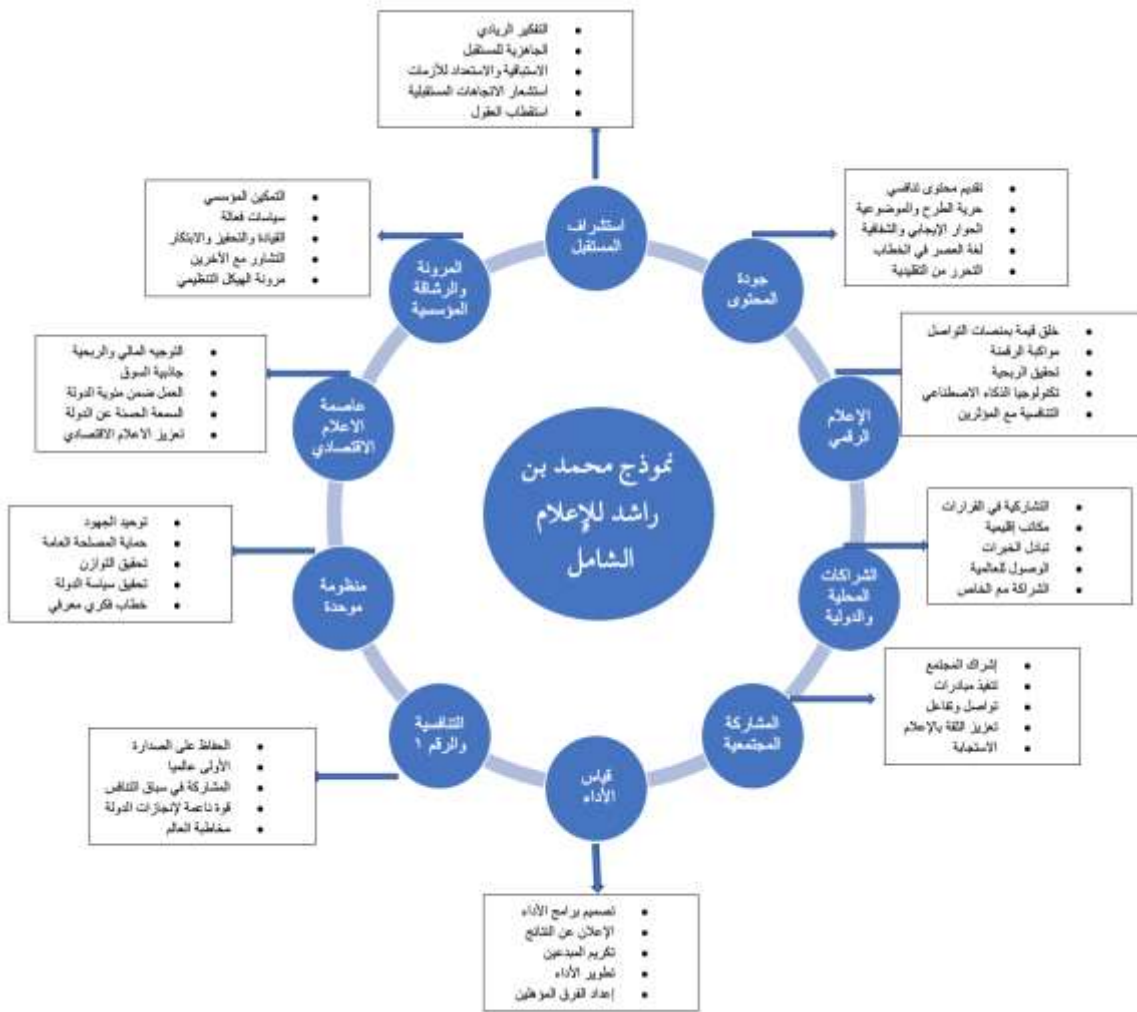 نموذج محمد بن
راشد للإعلام
الشامل
استشراف
المستقبل
التفكير الريادي
الجاهزية للمستقبل
الاستباقية والاستعداد للأزمات
استشعار الاتجاهات المستقبلية
استقطاب العقول
جودة
المحتوى
تقديم محتوى تنافسي
حرية الطرح والموضوعية
الحوار الإيجابي والشفافية
لغة العصر في الخطاب
التحرر من التقليدية
الإعلام
الرقمي
خلق قيمة بمنصات التواصل
مواكبة الرقمنة
تحقيق الربحية
تكنولوجيا الذكاء الاصطناعي
التنافسية مع المؤثرين
الشراكات
المحلية
والدولية
التشاركية في القرارات
مكاتب إقليمية
تبادل الخبرات
الوصول للعالمية
الشراكة مع الخاص
المشاركة
المجتمعية
إشراك المجتمع
تنفيذ مبادرات
تواصل وتفاعل
تعزيز الثقة بالإعلام
الاستجابة
قياس
الأداء
تصميم برامج الأداء
الإعلان عن النتائج
تكريم المبدعين
تطوير الأداء
إعداد الفرق المؤهلين
التنافسية
والرقم ١
الحفاظ على الصدارة
الأولى عالميا
المشاركة في سباق التنافس
قوة ناعمة لإنجازات الدولة
مخاطبة العالم
منظومة
موحدة
توحيد الجهود
حماية المصلحة العامة
تحقيق التوازن
تحقيق سياسة الدولة
خطاب فكري معرفي
عاصمة
الاعلام
الاقتصادي
التوجيه المالي والربحية
جاذبية السوق
العمل ضمن مئوية الدولة
السمعة الحسنة عن الدولة
تعزيز الاعلام الاقتصادي
المرونة
والرشاقة
المؤسسية
التمكين المؤسسي
سياسات فعالة
القيادة والتحفيز والابتكار
التشاور مع الآخرين
مرونة الهيكل التنظيمي